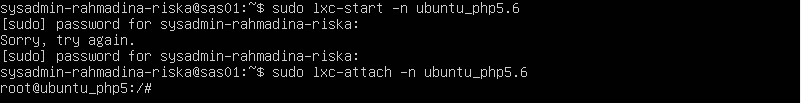 sysadmin-rahmadina-riska@sas01:~$ sudo lxc-start -n ubuntu_php5.6
[sudo] password for sysadmin-rahmadina-riska:
Sorry, try again.
[sudo] password for sysadmin-rahmadina-riska:
sysadmin-rahmadina-riska@sas01:~$ sudo lxc-attach -n ubuntu_php5.6
root@ubuntu_php5:/#